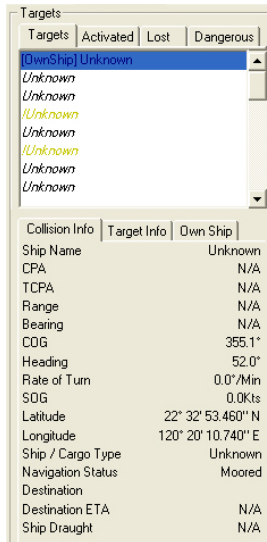 Targets
Targets Activated Lost Dangerous
[OwnShip] Unknown
Unknown
Unknown
!Unknown
Unknown
!Unknown
Unknown
Unknown
Collision Info Target Info Own Ship
Ship Name Unknown
CPA N/A
TCPA N/A
Range N/A
Bearing N/A
COG 355.1°
Heading 52.0°
Rate of Turn 0.0°/Min
SOG 0.0Kts
Latitude 22° 32' 53.460" N
Longitude 120° 20' 10.740" E
Ship / Cargo Type Unknown
Navigation Status Moored
Destination
Destination ETA N/A
Ship Draught N/A